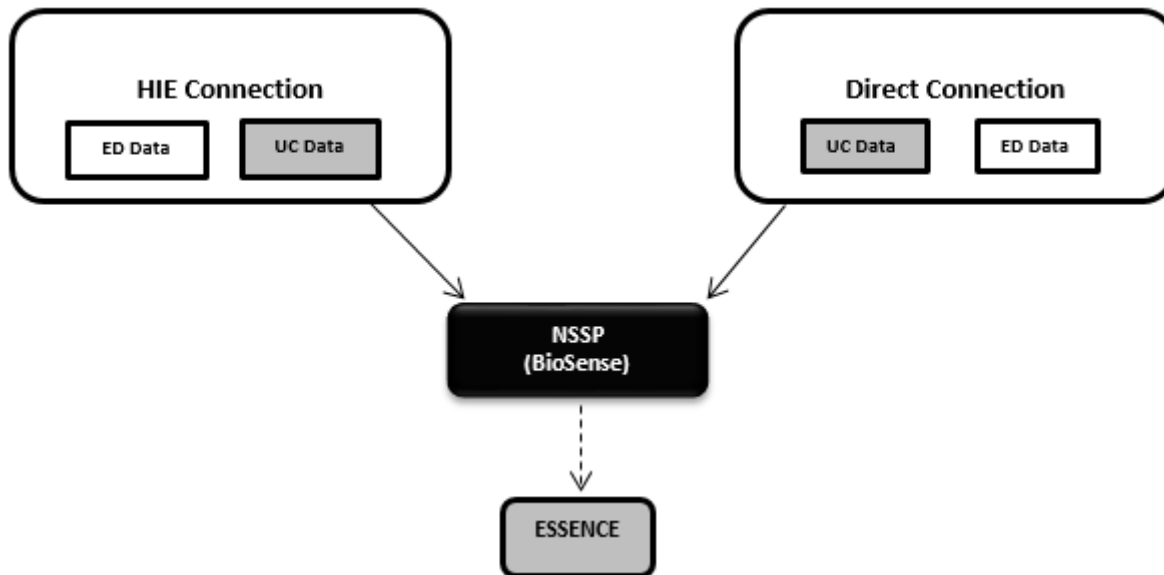 HIE Connection
ED Data
UC Data
Direct Connection
UC Data
ED Data
NSSP
(BioSense)
ESSENCE